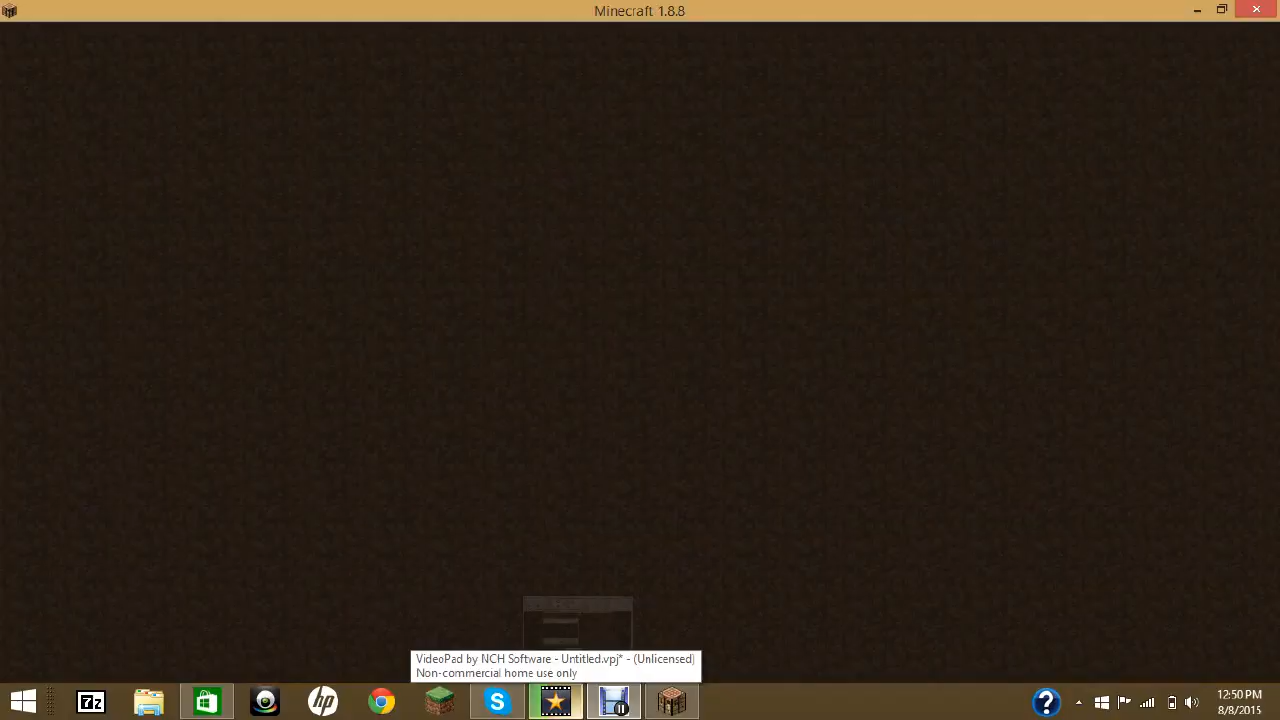 Minecraft 1.8.8
VideoPad by NCH Software - Untitled.vpj* - (Unlicensed)
Non-commercial home use only
7z
hp
S
?
12:50 PM
8/8/2015